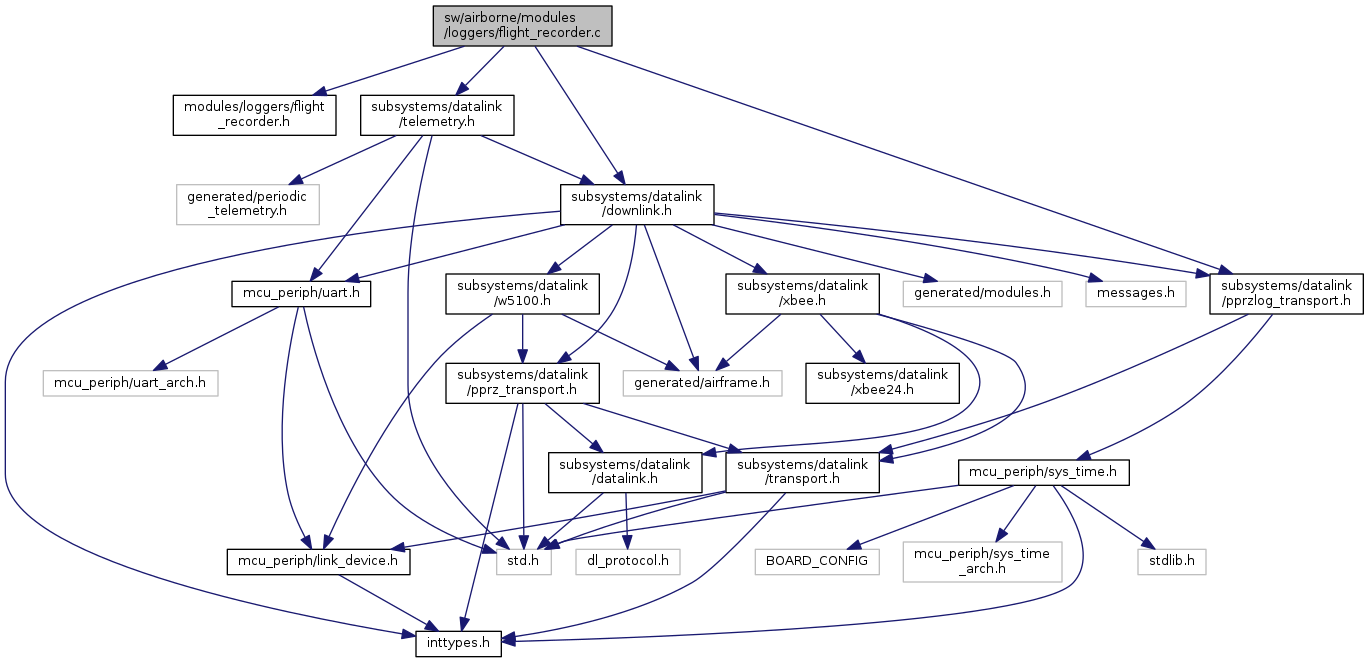 sw/airborne/modules
/loggers/flight_recorder.c
modules/loggers/flight
_recorder.h
subsystems/datalink
/telemetry.h
generated/periodic
_telemetry.h
subsystems/datalink
/downlink.h
mcu_periph/uart.h
subsystems/datalink
/w5100.h
subsystems/datalink
/xbee.h
generated/modules.h
messages.h
subsystems/datalink
/pprzlog_transport.h
mcu_periph/uart_arch.h
subsystems/datalink
/pprz_transport.h
generated/airframe.h
subsystems/datalink
/xbee24.h
subsystems/datalink
/datalink.h
subsystems/datalink
/transport.h
mcu_periph/sys_time.h
mcu_periph/link_device.h
std.h
dl_protocol.h
BOARD_CONFIG
mcu_periph/sys_time
_arch.h
stdlib.h
inttypes.h